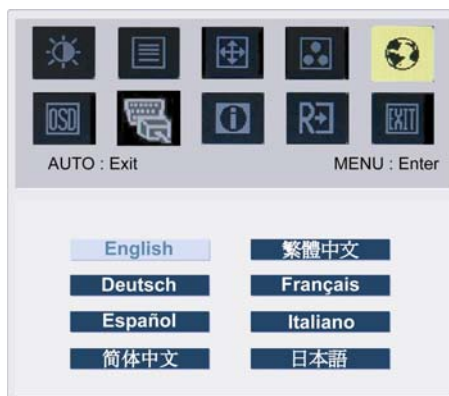 OSD R EXIT
AUTO : Exit MENU : Enter
English 繁體中文
Deutsch Français
Español Italiano
简体中文 日本語